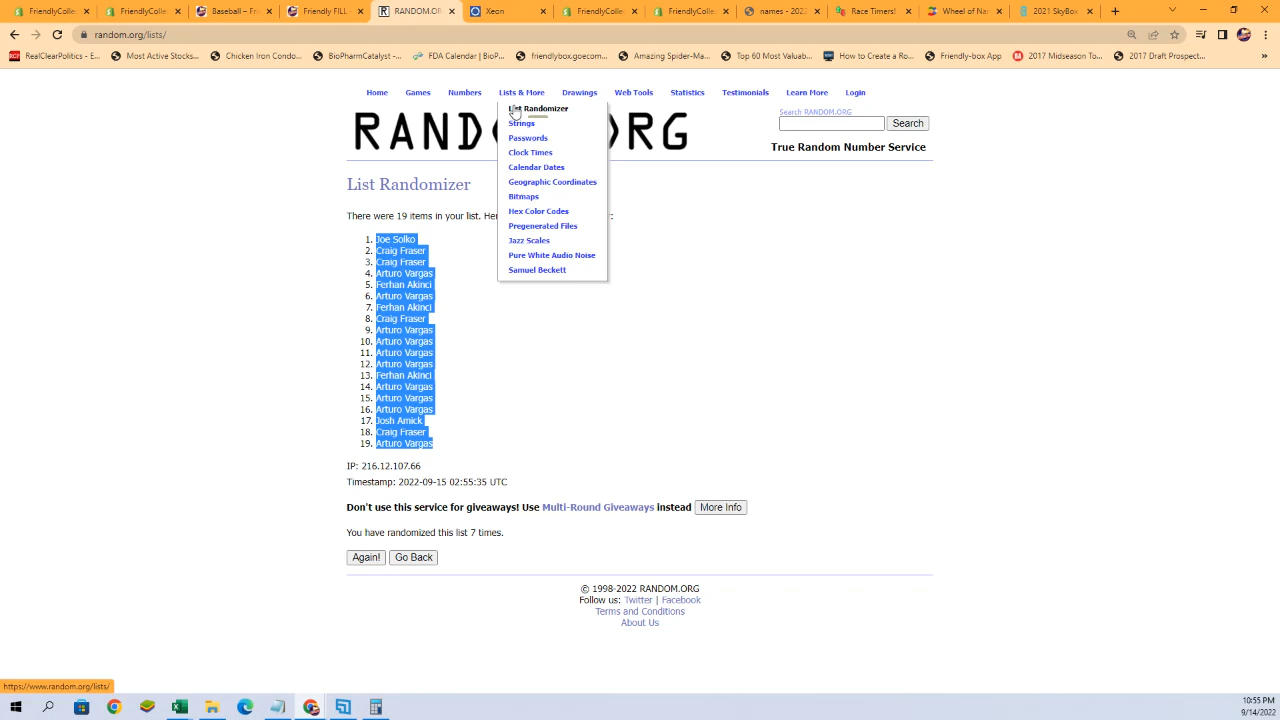 FriendlyColle
FriendlyColle
Baseball – Fr
Friendly FILL
RANDOM.OR
Xeon
FriendlyColle
FriendlyColle
names - 202
Race Timers!
Wheel of Na
2021 SkyBox
random.org/lists/
RealClearPolitics - E...
Most Active Stocks...
Chicken Iron Condo...
BioPharmCatalyst -...
FDA Calendar | BioP...
friendlybox.goecom...
Amazing Spider-Ma...
Top 60 Most Valuab...
How to Create a Ro...
Friendly-box App
2017 Midseason To...
2017 Draft Prospect...
Home
Games
Numbers
Lists & More
Drawings
Web Tools
Statistics
Testimonials
Learn More
Login
List Randomizer
Strings
Passwords
Clock Times
Calendar Dates
Geographic Coordinates
Bitmaps
Hex Color Codes
Pregenerated Files
Jazz Scales
Pure White Audio Noise
Samuel Beckett
Search RANDOM.ORG
Search
True Random Number Service
List Randomizer
There were 19 items in your list. Her
1. Joe Solko
2. Craig Fraser
3. Craig Fraser
4. Arturo Vargas
5. Ferhan Akinci
6. Arturo Vargas
7. Ferhan Akinci
8. Craig Fraser
9. Arturo Vargas
10. Arturo Vargas
11. Arturo Vargas
12. Arturo Vargas
13. Ferhan Akinci
14. Arturo Vargas
15. Arturo Vargas
16. Arturo Vargas
17. Josh Amick
18. Craig Fraser
19. Arturo Vargas
IP: 216.12.107.66
Timestamp: 2022-09-15 02:55:35 UTC
Don't use this service for giveaways! Use Multi-Round Giveaways instead More Info
You have randomized this list 7 times.
Again! Go Back
© 1998-2022 RANDOM.ORG
Follow us: Twitter | Facebook
Terms and Conditions
About Us
https://www.random.org/lists/
10:55 PM
9/14/2022